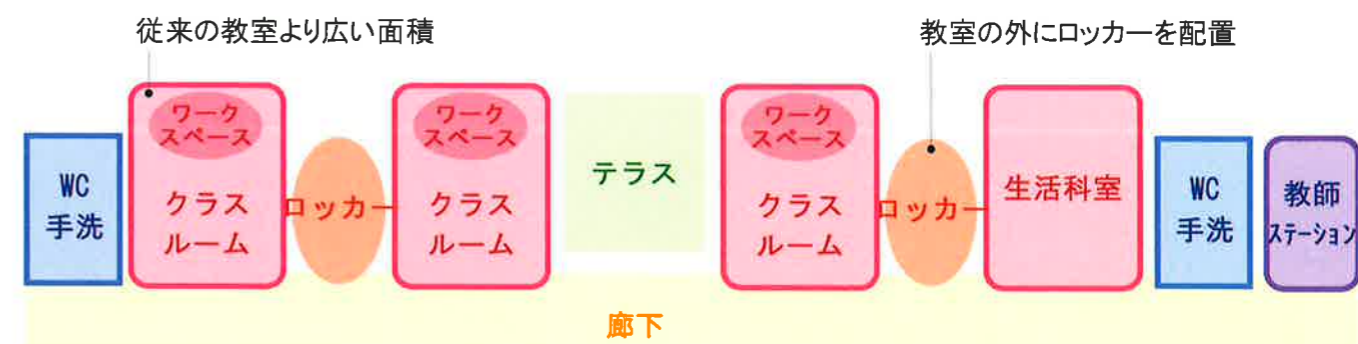 従来の教室より広い面積
教室の外にロッカーを配置
WC
手洗
ワーク
スペース
クラス
ルーム
ロッカー
ワーク
スペース
クラス
ルーム
テラス
ワーク
スペース
クラス
ルーム
ロッカー
生活科室
WC
手洗
教師
ステーション
廊下